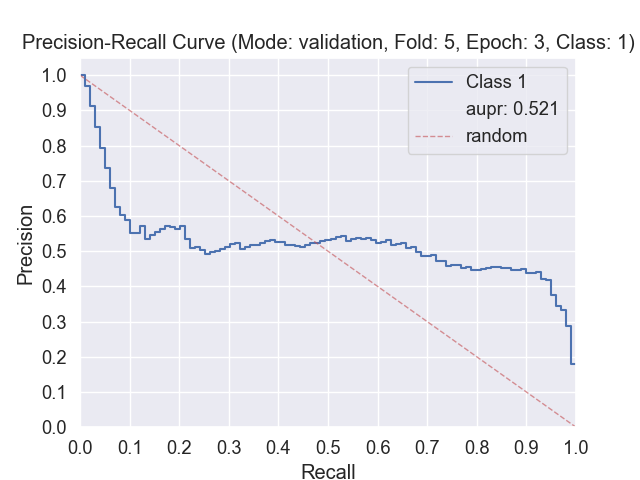 Precision-Recall Curve (Mode: validation, Fold: 5, Epoch: 3, Class: 1)
Class 1
aupr: 0.521
random
Precision
1.0
0.9
0.8
0.7
0.6
0.5
0.4
0.3
0.2
0.1
0.0
0.0 0.1 0.2 0.3 0.4 0.5 0.6 0.7 0.8 0.9 1.0
Recall